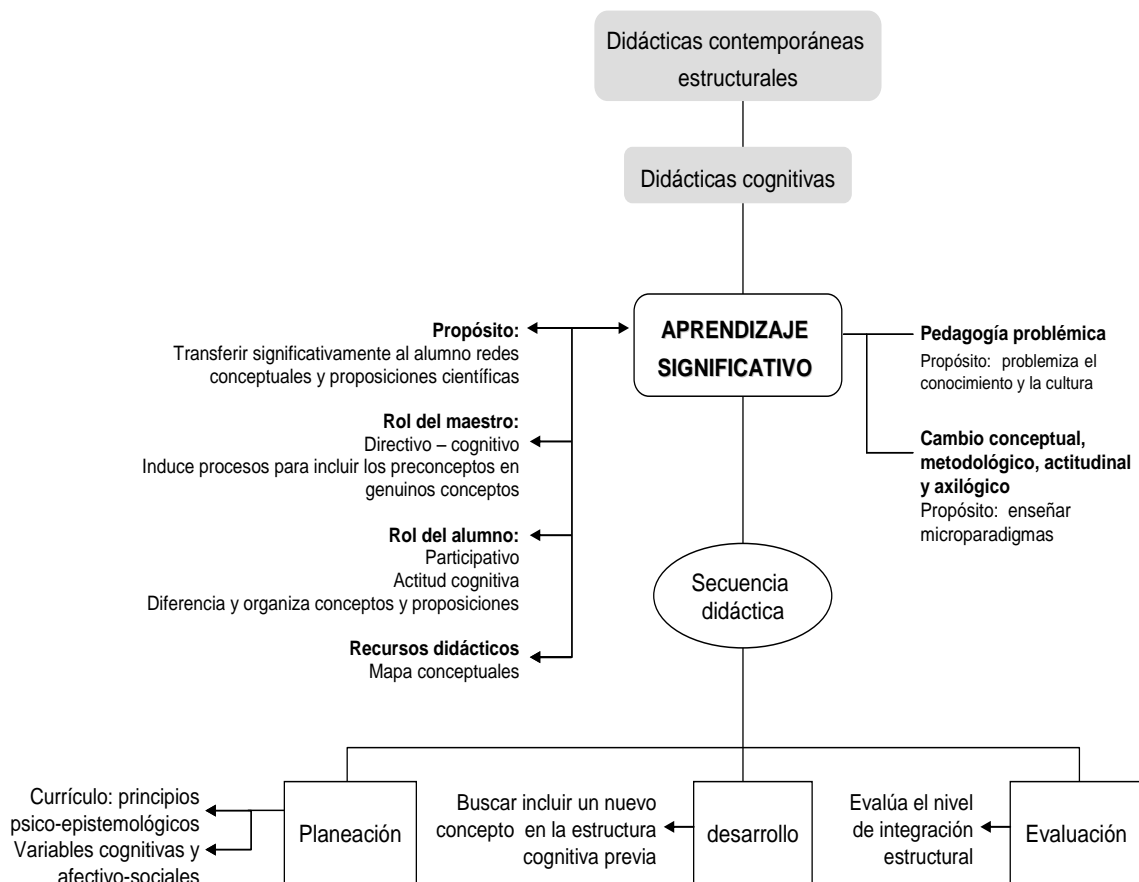 Didácticas contemporáneas
estructurales
Didácticas cognitivas
APRENDIZAJE
SIGNIFICATIVO
Propósito:
Transferir significativamente al alumno redes
conceptuales y proposiciones científicas
Rol del maestro:
Directivo – cognitivo
Induce procesos para incluir los preconceptos en
genuinos conceptos
Rol del alumno:
Participativo
Actitud cognitiva
Diferencia y organiza conceptos y proposiciones
Recursos didácticos
Mapa conceptuales
Pedagogía problémica
Propósito: problemiza el
conocimiento y la cultura
Cambio conceptual,
metodológico, actitudinal
y axilógico
Propósito: enseñar
microparadigmas
Secuencia
didáctica
Currículo: principios
psico-epistemológicos
Variables cognitivas y
afectivo-sociales
Planeación
Buscar incluir un nuevo
concepto en la estructura
cognitiva previa
desarrollo
Evalúa el nivel
de integración
estructural
Evaluación